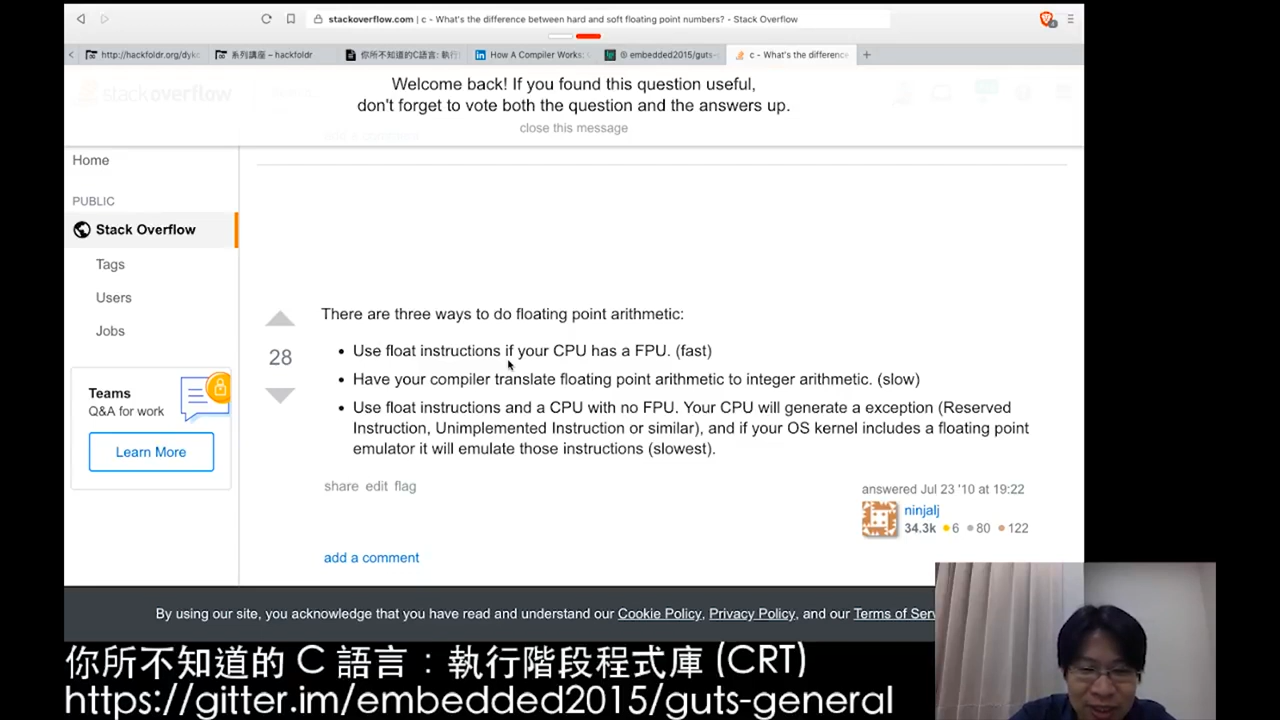 stackoverflow.com | c - What's the difference between hard and soft floating point numbers? - Stack Overflow
http://hackfoldr.org/dykc
系列講座 – hackfoldr
你所不知道的C語言: 執行
How A Compiler Works:
embedded2015/guts-
c - What's the difference
stackoverflow
Welcome back! If you found this question useful,
don't forget to vote both the question and the answers up.
close this message
add a comment
Home
PUBLIC
Stack Overflow
Tags
Users
Jobs
Teams
Q&A for work
Learn More
There are three ways to do floating point arithmetic:
28
• Use float instructions if your CPU has a FPU. (fast)
• Have your compiler translate floating point arithmetic to integer arithmetic. (slow)
• Use float instructions and a CPU with no FPU. Your CPU will generate a exception (Reserved
Instruction, Unimplemented Instruction or similar), and if your OS kernel includes a floating point
emulator it will emulate those instructions (slowest).
share edit flag
answered Jul 23 '10 at 19:22
ninjalj
34.3k 6 80 122
add a comment
By using our site, you acknowledge that you have read and understand our Cookie Policy, Privacy Policy, and our Terms of Serv
你所不知道的 C 語言：執行階段程式庫 (CRT)
https://gitter.im/embedded2015/guts-general